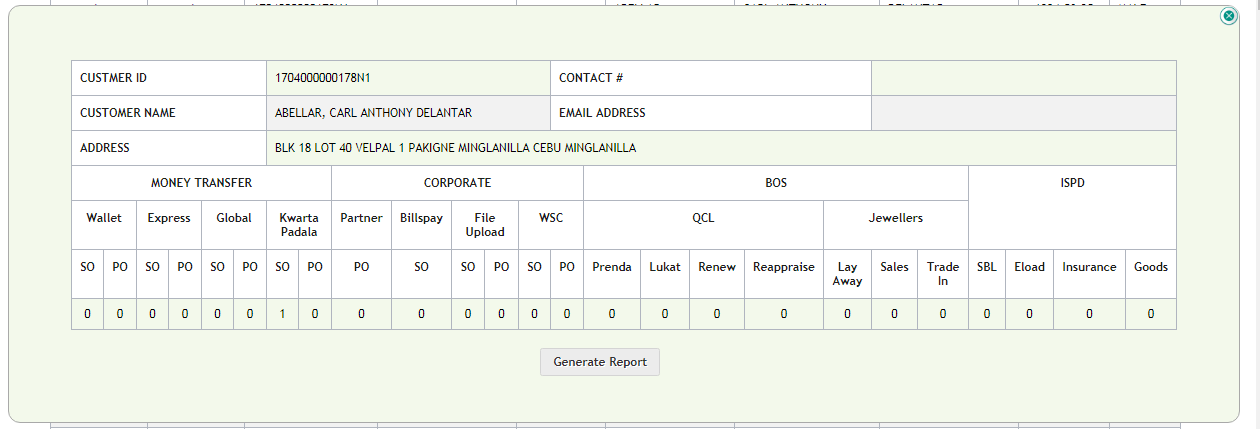 CUSTMER ID 1704000000178N1 CONTACT #
CUSTOMER NAME ABELLAR, CARL ANTHONY DELANTAR EMAIL ADDRESS
ADDRESS BLK 18 LOT 40 VELPAL 1 PAKIGNE MINGLANILLA CEBU MINGLANILLA
MONEY TRANSFER CORPORATE BOS ISPD
Wallet Express Global Kwarta Padala Partner Billspay File Upload WSC QCL Jewellers
SO PO SO PO SO PO SO PO PO SO SO PO SO PO Prenda Lukat Renew Reappraise Lay Away Sales Trade In SBL Eload Insurance Goods
0 0 0 0 0 0 1 0 0 0 0 0 0 0 0 0 0 0 0 0 0 0 0 0 0
Generate Report